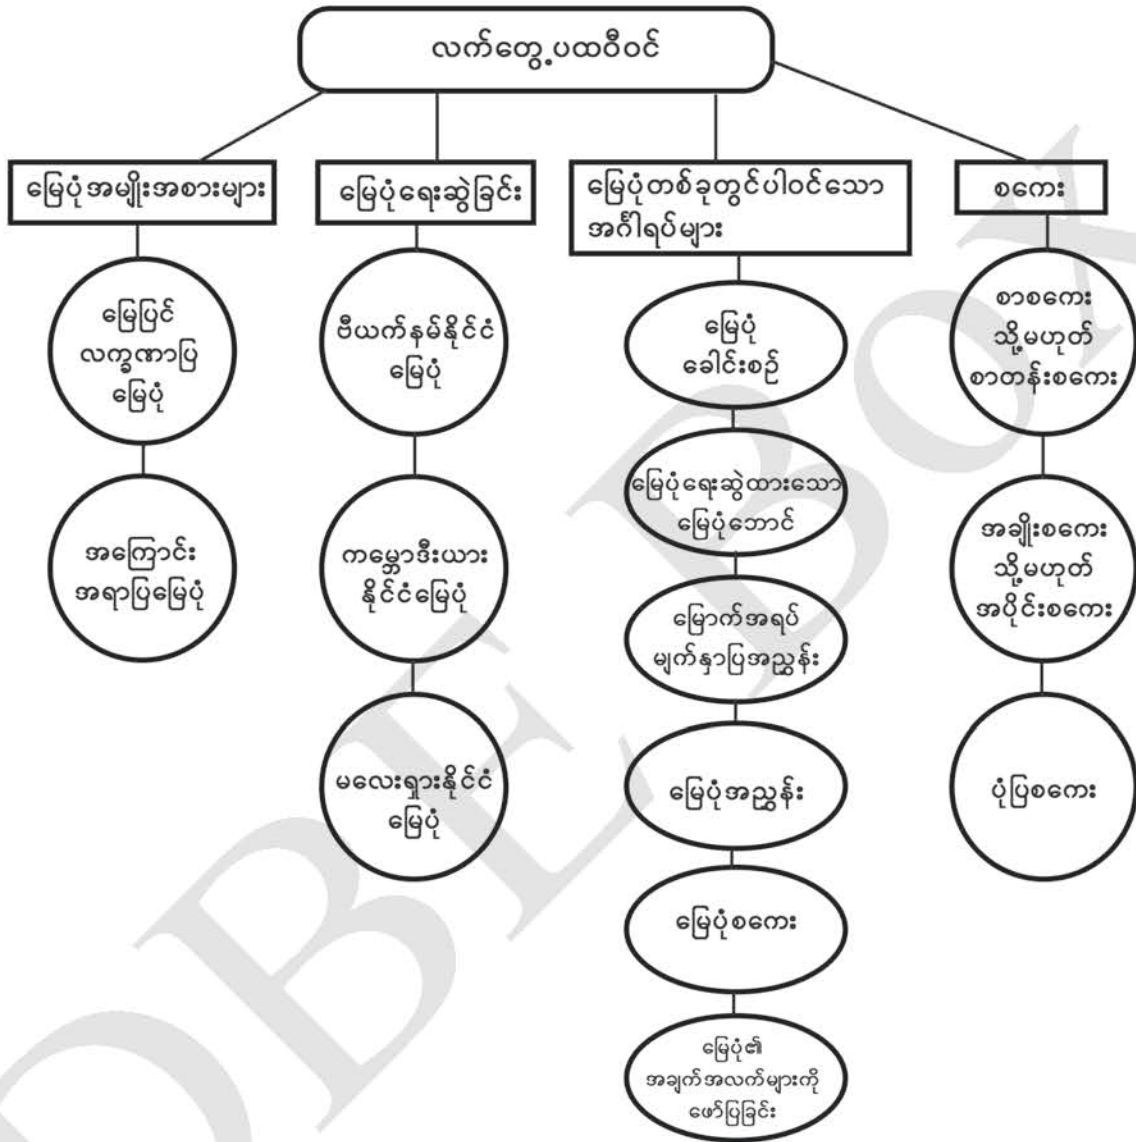 လက်တွေ့ပထဝီဝင်
မြေပုံအမျိုးအစားများ
မြေပြင်
လက္ခဏာပြ
မြေပုံ
အကြောင်း
အရာပြမြေပုံ
မြေပုံရေးဆွဲခြင်း
ဗီယက်နမ်နိုင်ငံ
မြေပုံ
ကမ္ဘောဒီးယား
နိုင်ငံမြေပုံ
မလေးရှားနိုင်ငံ
မြေပုံ
မြေပုံတစ်ခုတွင်ပါဝင်သော
အင်္ဂါရပ်များ
မြေပုံ
ခေါင်းစဉ်
မြေပုံရေးဆွဲထားသော
မြေပုံဘောင်
မြောက်အရပ်
မျက်နှာပြအညွှန်း
မြေပုံအညွှန်း
မြေပုံစကေး
မြေပုံ၏
အချက်အလက်များကို
ဖော်ပြခြင်း
စကေး
စာစကေး
သို့မဟုတ်
စာတန်းစကေး
အချိုးစကေး
သို့မဟုတ်
အပိုင်းစကေး
ပုံပြစကေး
DBE Box